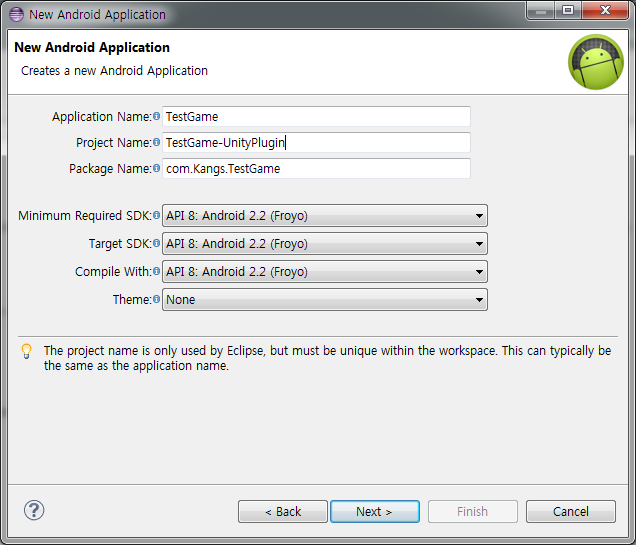 New Android Application
New Android Application
Creates a new Android Application
Application Name: TestGame
Project Name: TestGame-UnityPlugin
Package Name: com.Kangs.TestGame
Minimum Required SDK: API 8: Android 2.2 (Froyo)
Target SDK: API 8: Android 2.2 (Froyo)
Compile With: API 8: Android 2.2 (Froyo)
Theme: None
The project name is only used by Eclipse, but must be unique within the workspace. This can typically be
the same as the application name.
? < Back Next > Finish Cancel